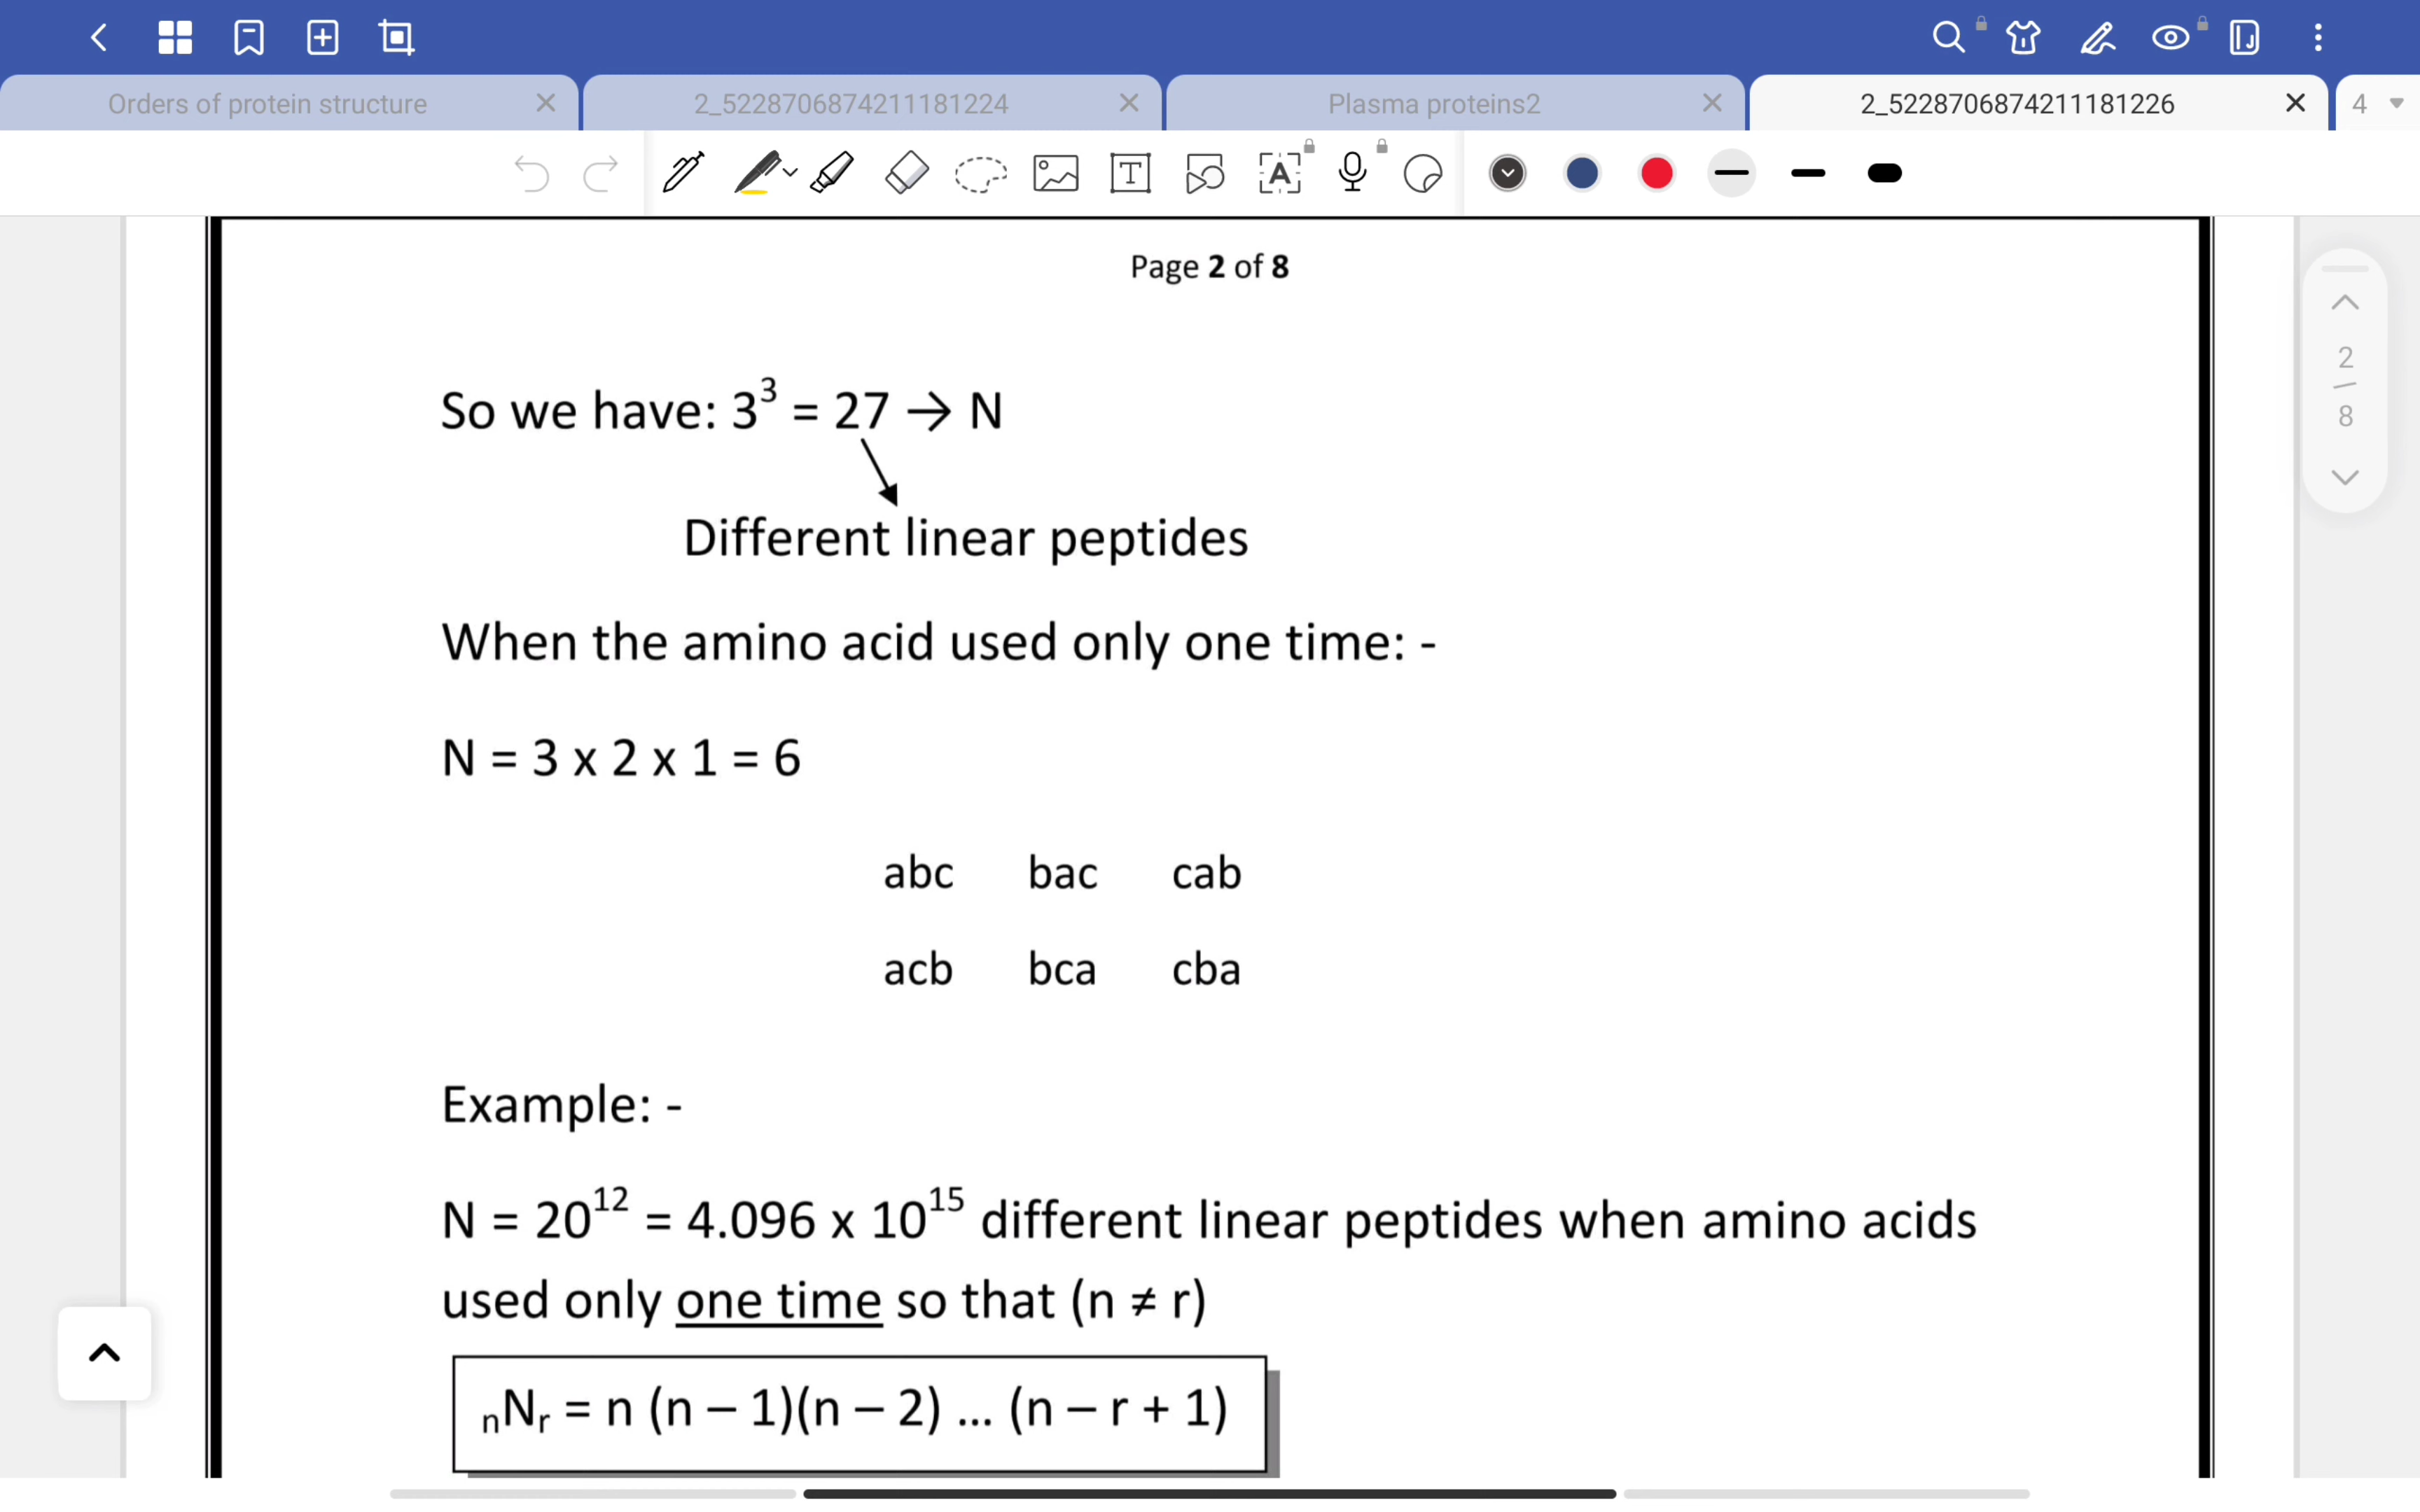 Orders of protein structure
2_5228706874211181224
Plasma proteins2
2_5228706874211181226
4
Page 2 of 8
2
8
So we have: 3³ = 27 → N
Different linear peptides
When the amino acid used only one time: -
N = 3 x 2 x 1 = 6
abc bac cab
acb bca cba
Example: -
N = 20¹² = 4.096 x 10¹⁵ different linear peptides when amino acids
used only one time so that (n ≠ r)
ₙNᵣ = n (n – 1)(n – 2) ... (n – r + 1)